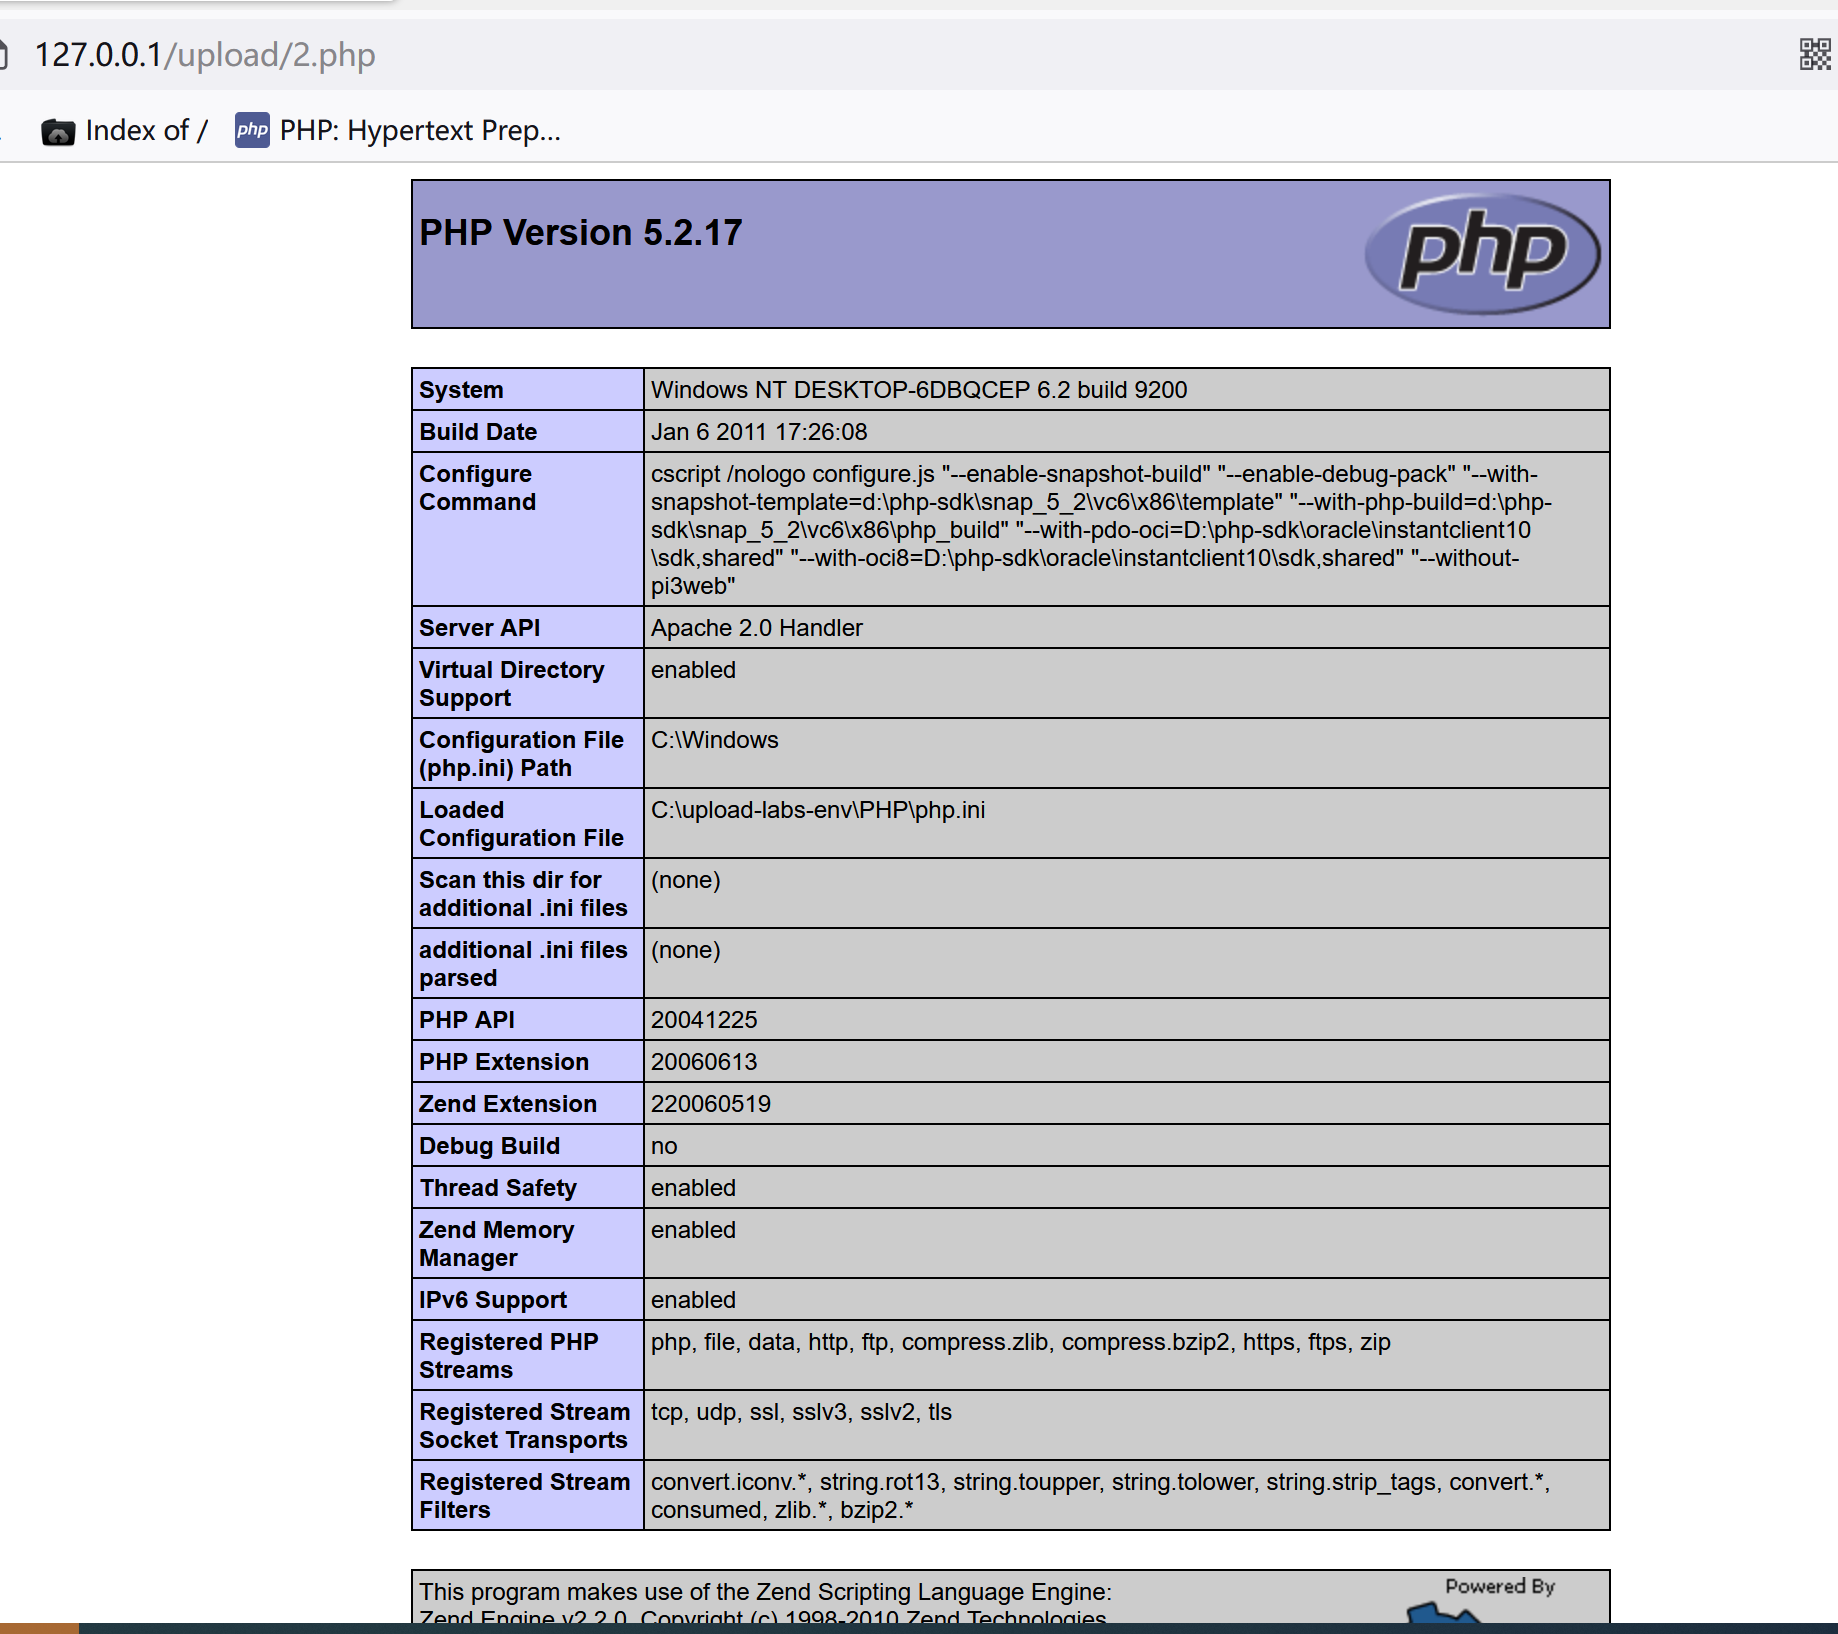 127.0.0.1/upload/2.php
Index of /
php
PHP: Hypertext Prep...
PHP Version 5.2.17
php
System
Windows NT DESKTOP-6DBQCEP 6.2 build 9200
Build Date
Jan 6 2011 17:26:08
Configure
Command
cscript /nologo configure.js "--enable-snapshot-build" "--enable-debug-pack" "--with-
snapshot-template=d:\php-sdk\snap_5_2\vc6\x86\template" "--with-php-build=d:\php-
sdk\snap_5_2\vc6\x86\php_build" "--with-pdo-oci=D:\php-sdk\oracle\instantclient10
\sdk,shared" "--with-oci8=D:\php-sdk\oracle\instantclient10\sdk,shared" "--without-
pi3web"
Server API
Apache 2.0 Handler
Virtual Directory
Support
enabled
Configuration File
(php.ini) Path
C:\Windows
Loaded
Configuration File
C:\upload-labs-env\PHP\php.ini
Scan this dir for
additional .ini files
(none)
additional .ini files
parsed
(none)
PHP API
20041225
PHP Extension
20060613
Zend Extension
220060519
Debug Build
no
Thread Safety
enabled
Zend Memory
Manager
enabled
IPv6 Support
enabled
Registered PHP
Streams
php, file, data, http, ftp, compress.zlib, compress.bzip2, https, ftps, zip
Registered Stream
Socket Transports
tcp, udp, ssl, sslv3, sslv2, tls
Registered Stream
Filters
convert.iconv.*, string.rot13, string.toupper, string.tolower, string.strip_tags, convert.*,
consumed, zlib.*, bzip2.*
This program makes use of the Zend Scripting Language Engine:
Zend Engine v2.2.0, Copyright (c) 1998-2010 Zend Technologies
Powered By